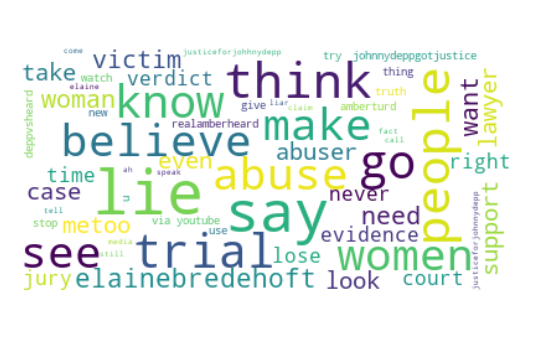 come
justiceforjohhnydepp
try
johnnydeppgotjustice
victim
take
watch
verdict
think
thing
people
want
lawyer
elaine
woman
know
give
liar
claim
truth
amberturd
deppvsheard
new
realamberheard
make
fact
call
believe
abuser
even
go
right
time
lie
ah
speak
abuse
never
case
u
say
need
support
tell
stop
metoo
via youtube
use
evidence
see
media
still
trial
lose
women
justiceforjohnnydepp
jury
elainebredehoft
look
court